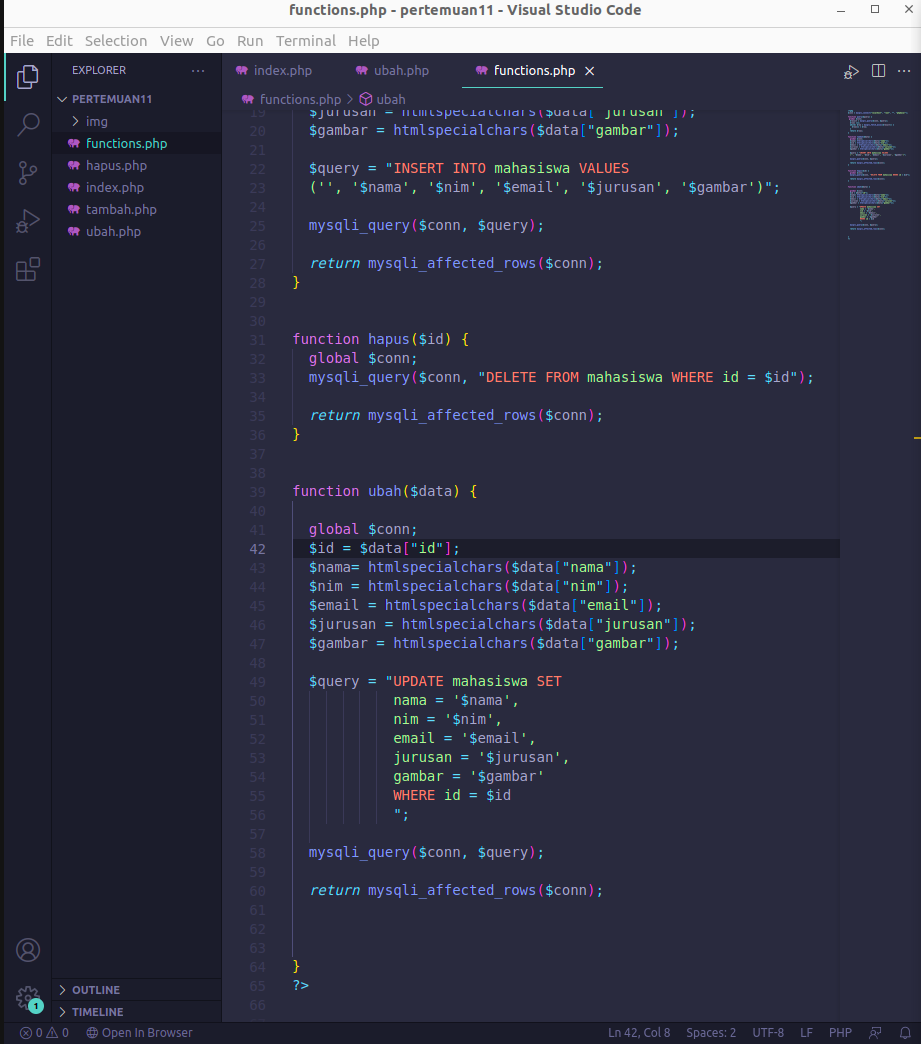 functions.php - pertemuan11 - Visual Studio Code
File Edit Selection View Go Run Terminal Help
EXPLORER
PERTEMUAN11
img
functions.php
hapus.php
index.php
tambah.php
ubah.php
OUTLINE
TIMELINE
index.php ubah.php functions.php
functions.php > ubah
19 $jurusan = htmlspecialchars($data["jurusan"]);
20 $gambar = htmlspecialchars($data["gambar"]);
21
22 $query = "INSERT INTO mahasiswa VALUES
23 ('', '$nama', '$nim', '$email', '$jurusan', '$gambar')";
24
25 mysqli_query($conn, $query);
26
27 return mysqli_affected_rows($conn);
28 }
29
30
31 function hapus($id) {
32 global $conn;
33 mysqli_query($conn, "DELETE FROM mahasiswa WHERE id = $id");
34
35 return mysqli_affected_rows($conn);
36 }
37
38
39 function ubah($data) {
40
41 global $conn;
42 $id = $data["id"];
43 $nama= htmlspecialchars($data["nama"]);
44 $nim = htmlspecialchars($data["nim"]);
45 $email = htmlspecialchars($data["email"]);
46 $jurusan = htmlspecialchars($data["jurusan"]);
47 $gambar = htmlspecialchars($data["gambar"]);
48
49 $query = "UPDATE mahasiswa SET
50 nama = '$nama',
51 nim = '$nim',
52 email = '$email',
53 jurusan = '$jurusan',
54 gambar = '$gambar'
55 WHERE id = $id
56 ";
57
58 mysqli_query($conn, $query);
59
60 return mysqli_affected_rows($conn);
61
62
63
64 }
65 ?>
66
1
0 0 Open In Browser Ln 42, Col 8 Spaces: 2 UTF-8 LF PHP